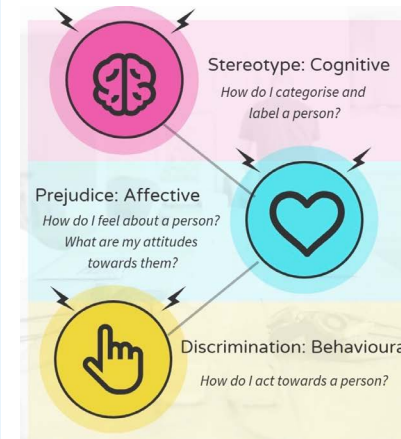 Stereotype: Cognitive
How do I categorise and
label a person?
Prejudice: Affective
How do I feel about a person?
What are my attitudes
towards them?
Discrimination: Behavioura
How do I act towards a person?